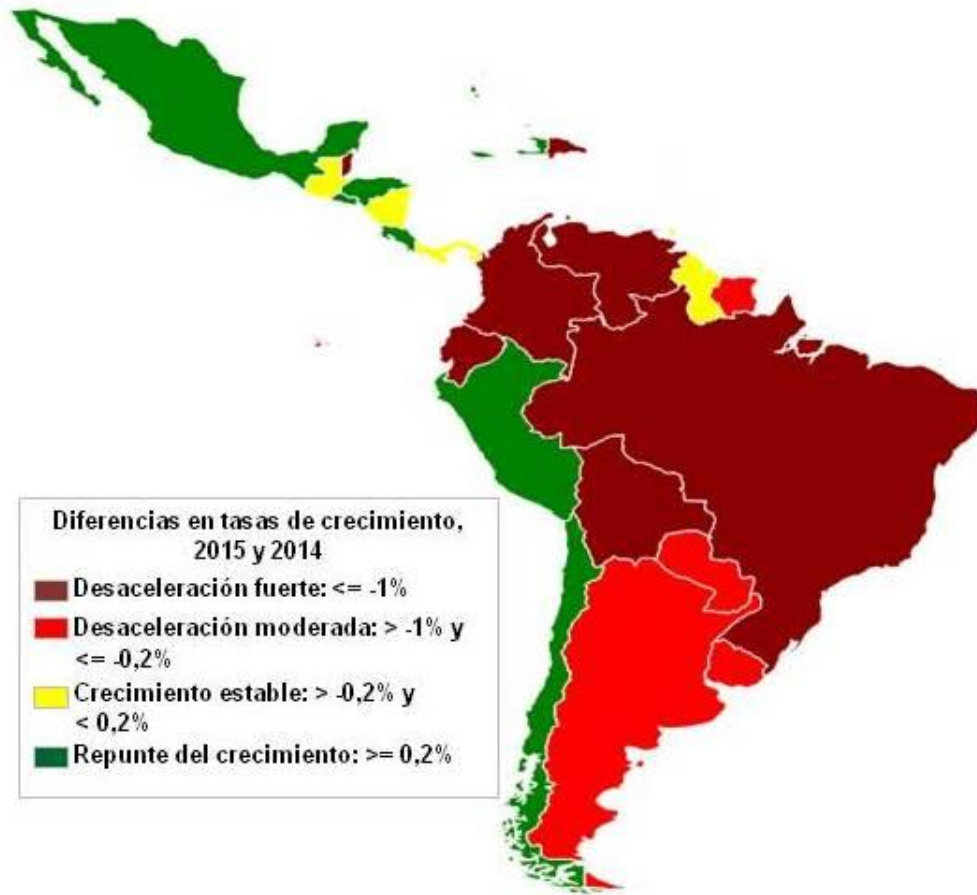 Diferencias en tasas de crecimiento,
2015 y 2014
Desaceleración fuerte: <= -1%
Desaceleración moderada: > -1% y
<= -0,2%
Crecimiento estable: > -0,2% y
< 0,2%
Repunte del crecimiento: >= 0,2%